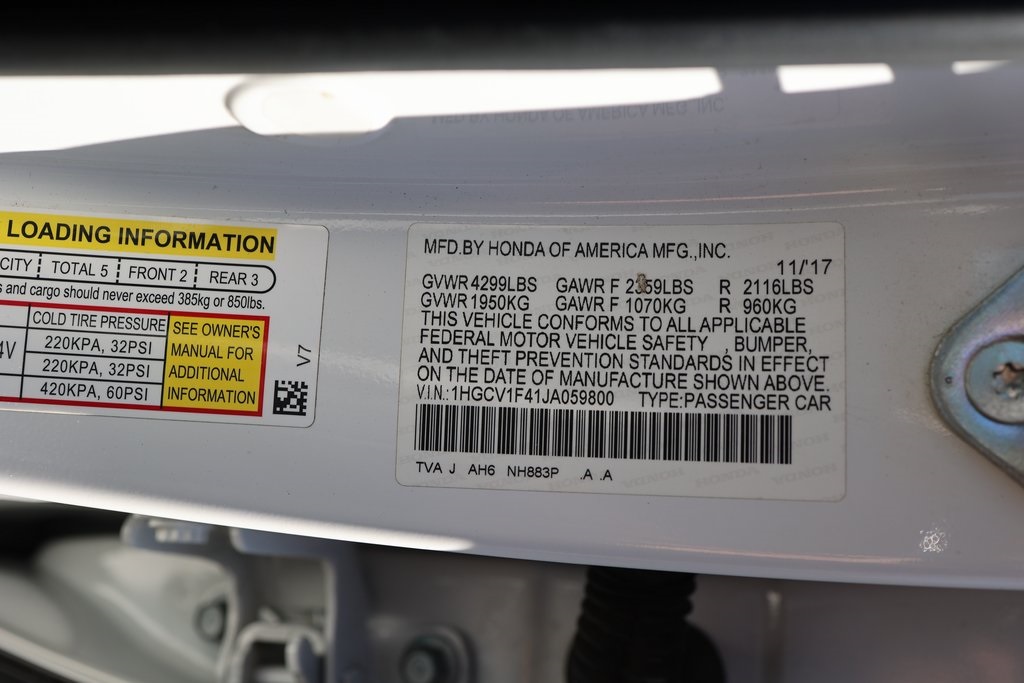 LOADING INFORMATION
CITY TOTAL 5 FRONT 2 REAR 3
s and cargo should never exceed 385kg or 850lbs.
COLD TIRE PRESSURE
220KPA, 32PSI
220KPA, 32PSI
420KPA, 60PSI
4V
SEE OWNER'S
MANUAL FOR
ADDITIONAL
INFORMATION
V7
MFD.BY HONDA OF AMERICA MFG.,INC.
11/'17
GVWR 4299LBS GAWR F 2359LBS R 2116LBS
GVWR 1950KG GAWR F 1070KG R 960KG
THIS VEHICLE CONFORMS TO ALL APPLICABLE
FEDERAL MOTOR VEHICLE SAFETY , BUMPER,
AND THEFT PREVENTION STANDARDS IN EFFECT
ON THE DATE OF MANUFACTURE SHOWN ABOVE.
V.I.N.: 1HGCV1F41JA059800 TYPE:PASSENGER CAR
TVA J AH6 NH883P .A .A